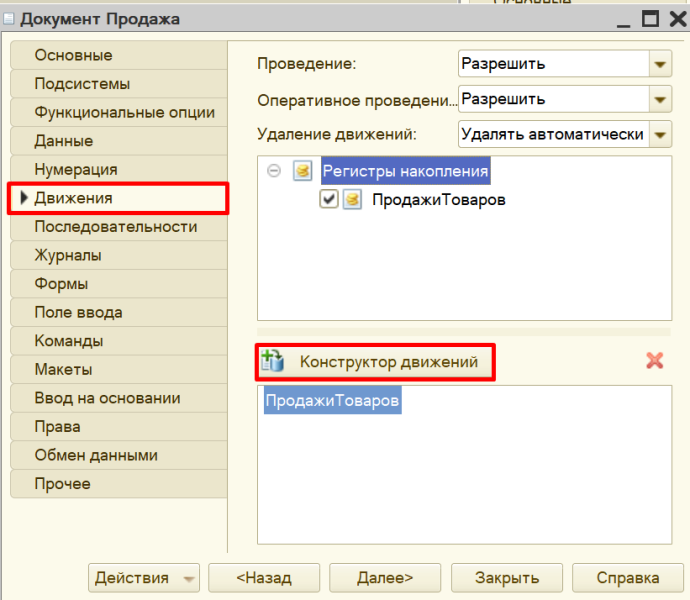 Документ Продажа
Основные
Подсистемы
Функциональные опции
Данные
Нумерация
Движения
Последовательности
Журналы
Формы
Поле ввода
Команды
Макеты
Ввод на основании
Права
Обмен данными
Прочее
Проведение: Разрешить
Оперативное проведени... Разрешить
Удаление движений: Удалять автоматически
Регистры накопления
ПродажиТоваров
Конструктор движений
ПродажиТоваров
Действия <Назад Далее> Закрыть Справка